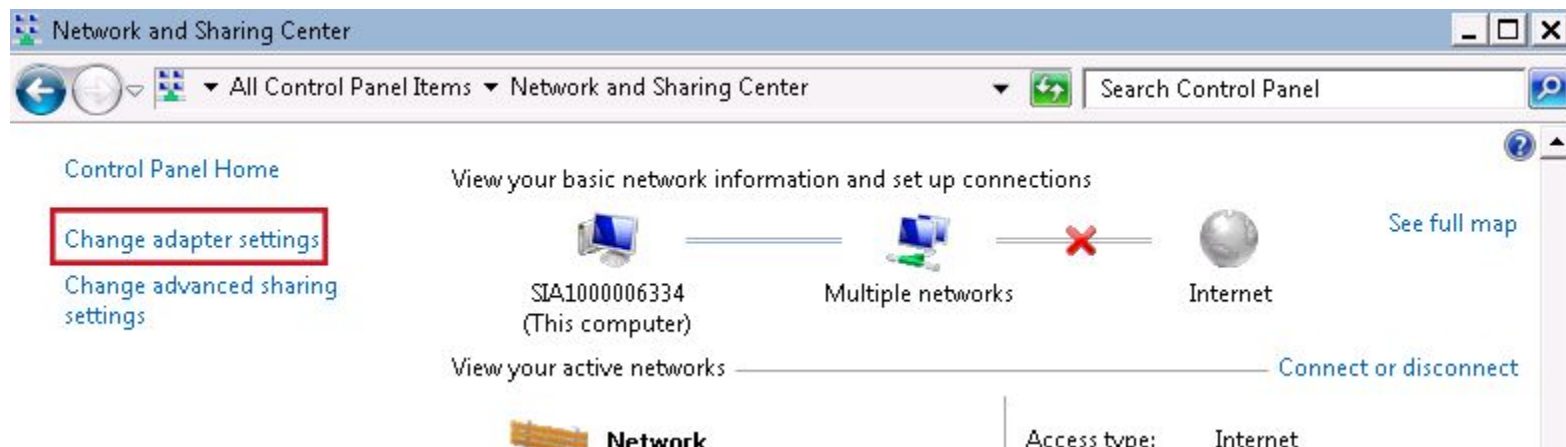 Network and Sharing Center
All Control Panel Items Network and Sharing Center
Search Control Panel
Control Panel Home
View your basic network information and set up connections
Change adapter settings
See full map
Change advanced sharing
settings
SIA1000006334
(This computer)
Multiple networks
Internet
View your active networks
Connect or disconnect
Network
Access type: Internet